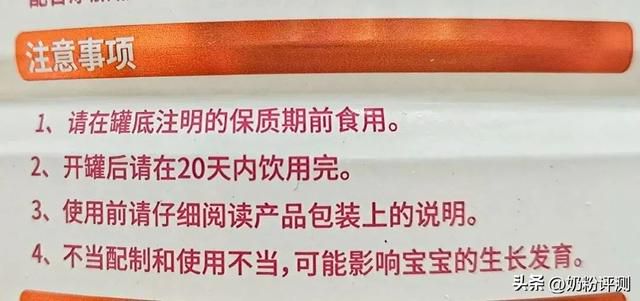 注意事项
1、请在罐底注明的保质期前食用。
2、开罐后请在20天内饮用完。
3、使用前请仔细阅读产品包装上的说明。
4、不当配制和使用不当,可能影响宝宝的生长发育。
头条 @奶粉评测